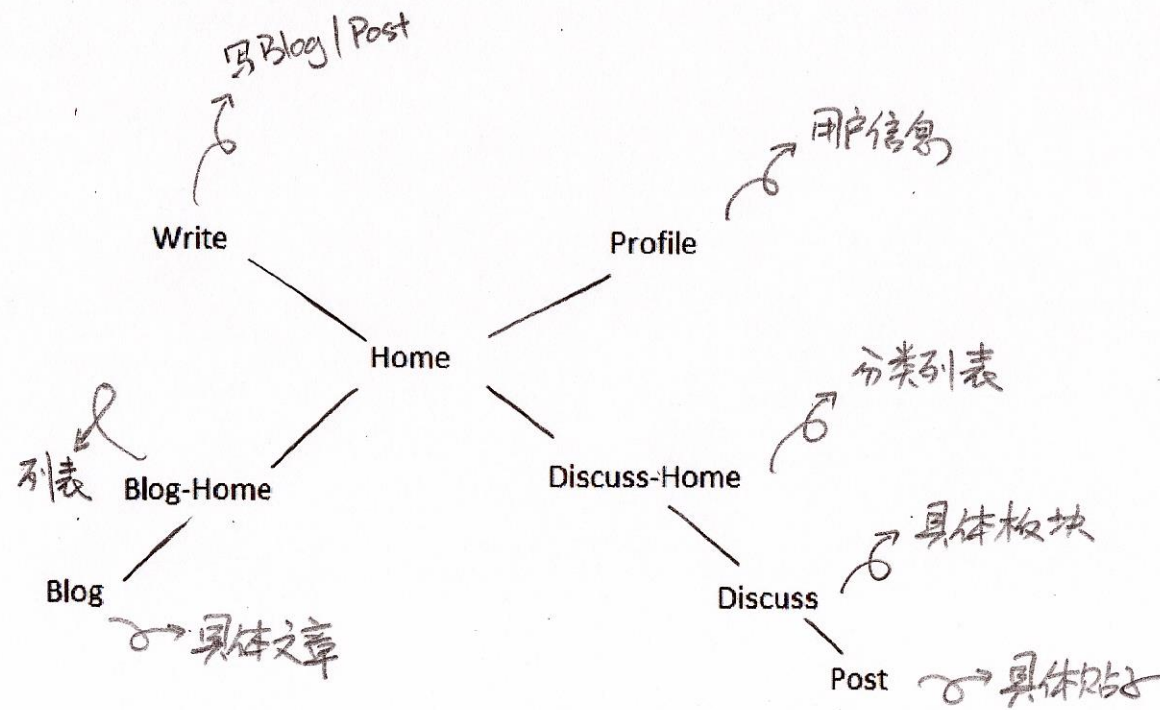 写Blog/Post
用户信息
Write
Profile
Home
分类列表
列表
Blog-Home
Discuss-Home
具体板块
Blog
Discuss
具体文章
Post
具体贴子